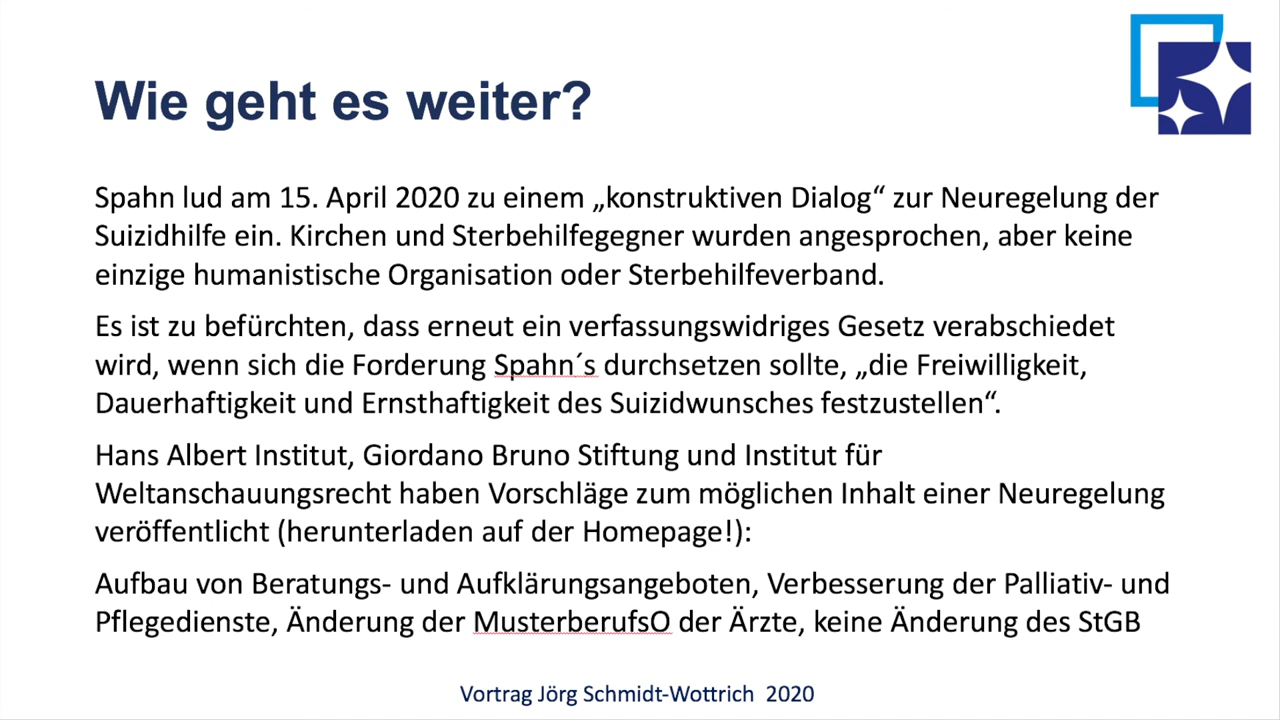 Wie geht es weiter?
Spahn lud am 15. April 2020 zu einem „konstruktiven Dialog“ zur Neuregelung der
Suizidhilfe ein. Kirchen und Sterbehilfegegner wurden angesprochen, aber keine
einzige humanistische Organisation oder Sterbehilfeverband.
Es ist zu befürchten, dass erneut ein verfassungswidriges Gesetz verabschiedet
wird, wenn sich die Forderung Spahn´s durchsetzen sollte, „die Freiwilligkeit,
Dauerhaftigkeit und Ernsthaftigkeit des Suizidwunsches festzustellen“.
Hans Albert Institut, Giordano Bruno Stiftung und Institut für
Weltanschauungsrecht haben Vorschläge zum möglichen Inhalt einer Neuregelung
veröffentlicht (herunterladen auf der Homepage!):
Aufbau von Beratungs- und Aufklärungsangeboten, Verbesserung der Palliativ- und
Pflegedienste, Änderung der MusterberufsO der Ärzte, keine Änderung des StGB
Vortrag Jörg Schmidt-Wottrich 2020